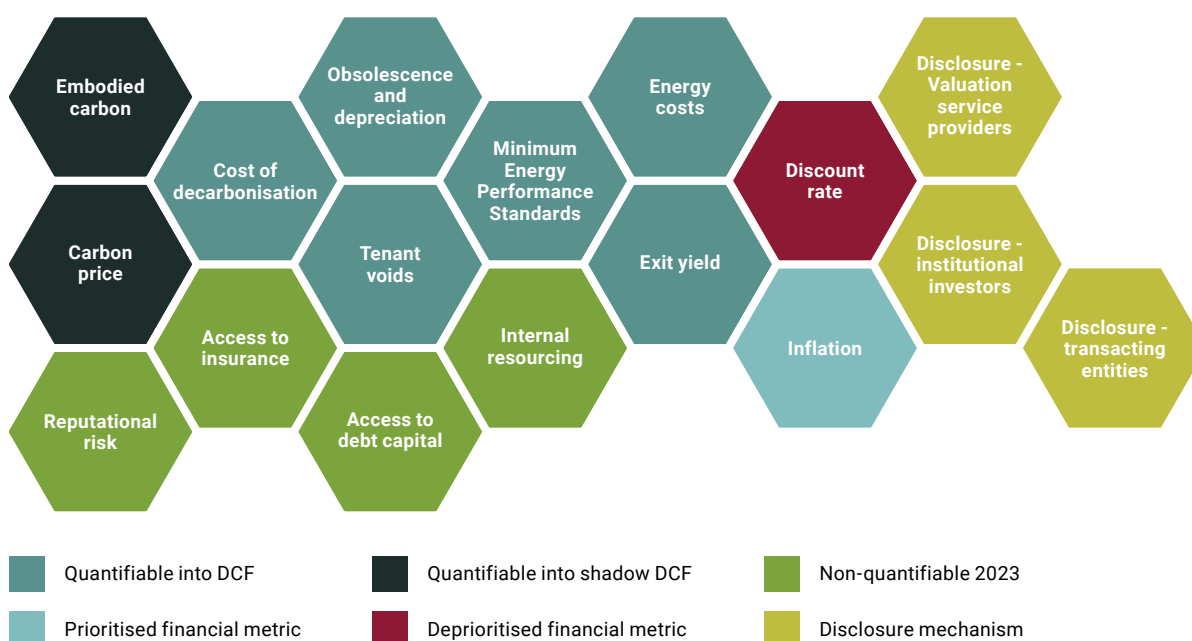 Embodied
carbon
Obsolescence
and
depreciation
Energy
costs
Disclosure -
Valuation
service
providers
Cost of
decarbonisation
Minimum
Energy
Performance
Standards
Discount
rate
Carbon
price
Tenant
voids
Exit yield
Disclosure -
institutional
investors
Access to
insurance
Internal
resourcing
Inflation
Disclosure -
transacting
entities
Reputational
risk
Access to
debt capital
Quantifiable into DCF
Quantifiable into shadow DCF
Non-quantifiable 2023
Prioritised financial metric
Deprioritised financial metric
Disclosure mechanism